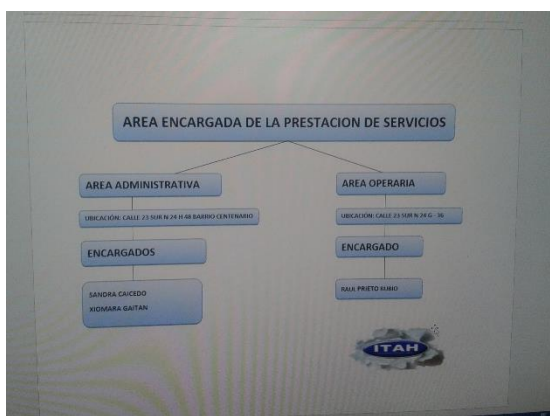 AREA ENCARGADA DE LA PRESTACION DE SERVICIOS
AREA ADMINISTRATIVA
UBICACIÓN: CALLE 23 SUR N 24 H 48 BARRIO CENTENARIO
ENCARGADOS
SANDRA CAICEDO
XIOMARA GAITAN
AREA OPERARIA
UBICACIÓN: CALLE 23 SUR N 24 G - 36
ENCARGADO
RAUL PRIETO RUBIO
ITAH